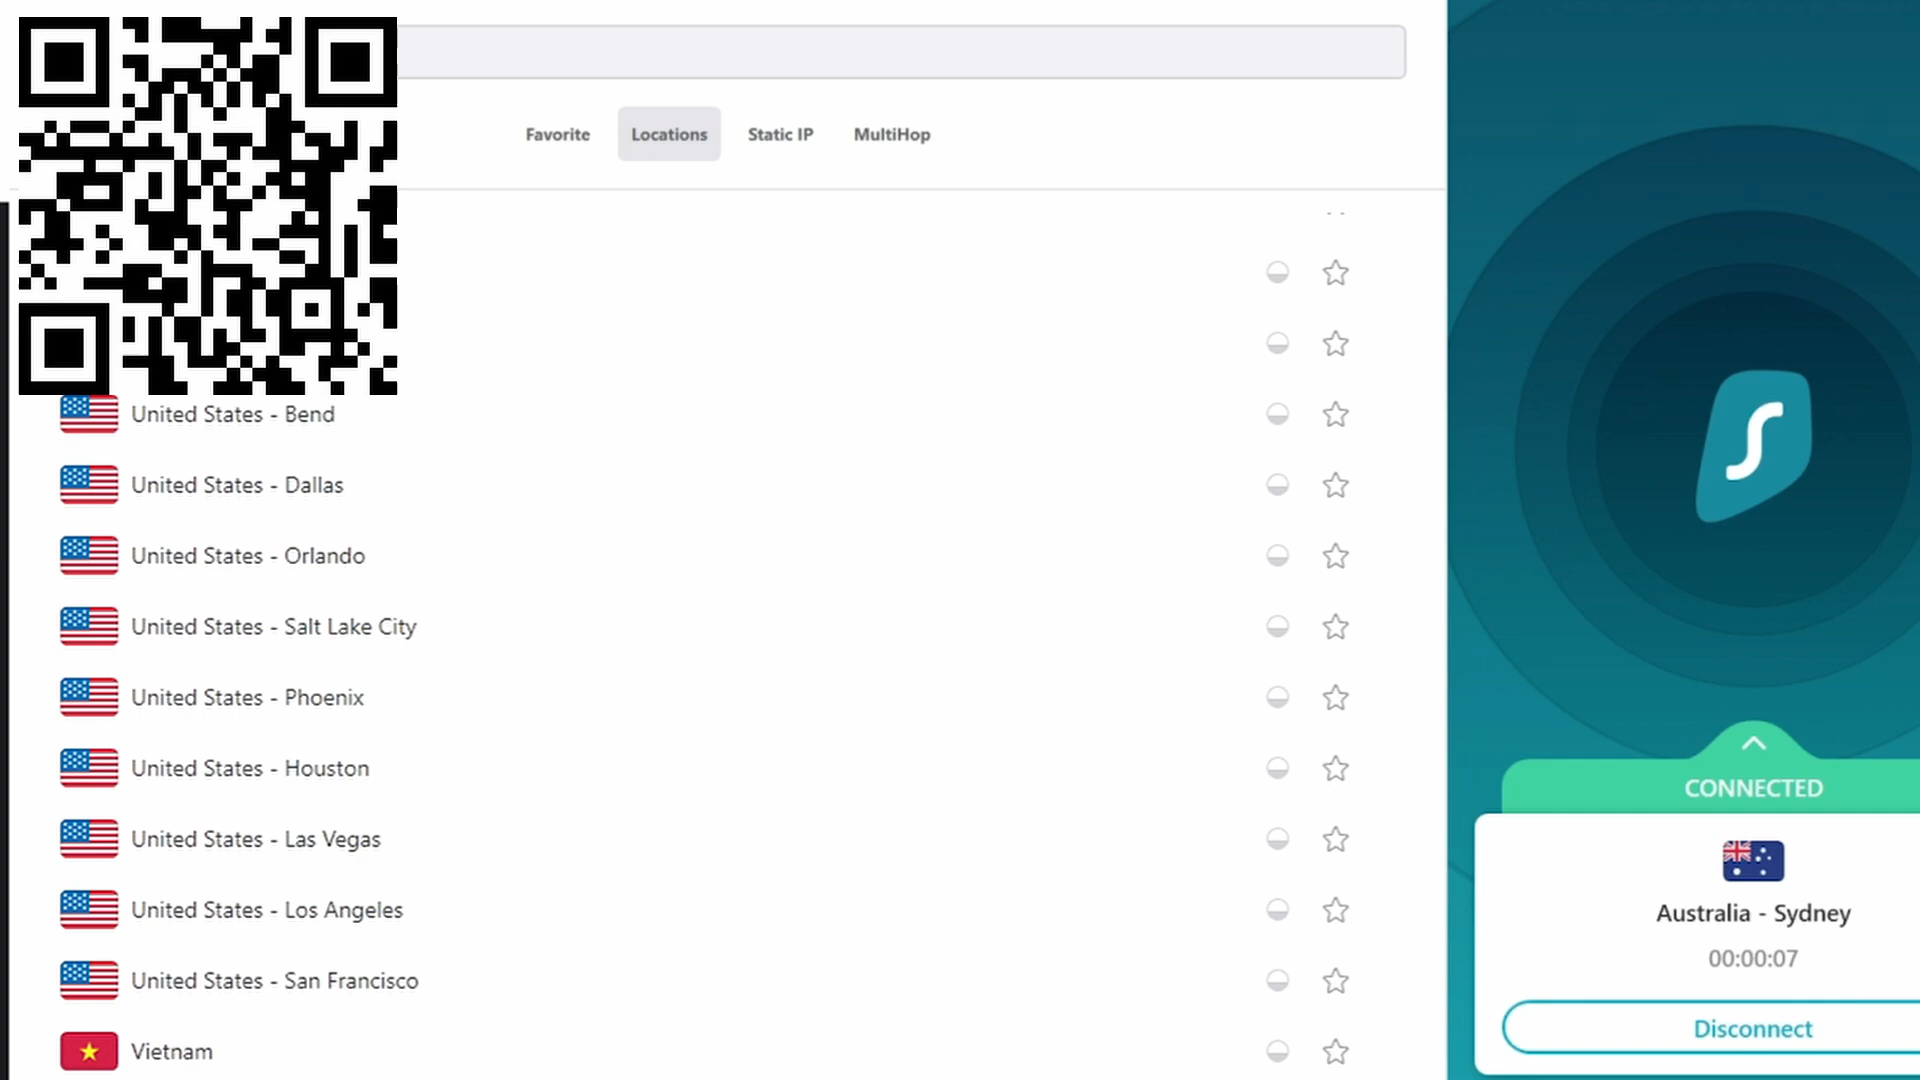 Favorite
Locations
Static IP
MultiHop
United States - Bend
United States - Dallas
United States - Orlando
United States - Salt Lake City
United States - Phoenix
United States - Houston
United States - Las Vegas
United States - Los Angeles
United States - San Francisco
Vietnam
CONNECTED
Australia - Sydney
00:00:07
Disconnect